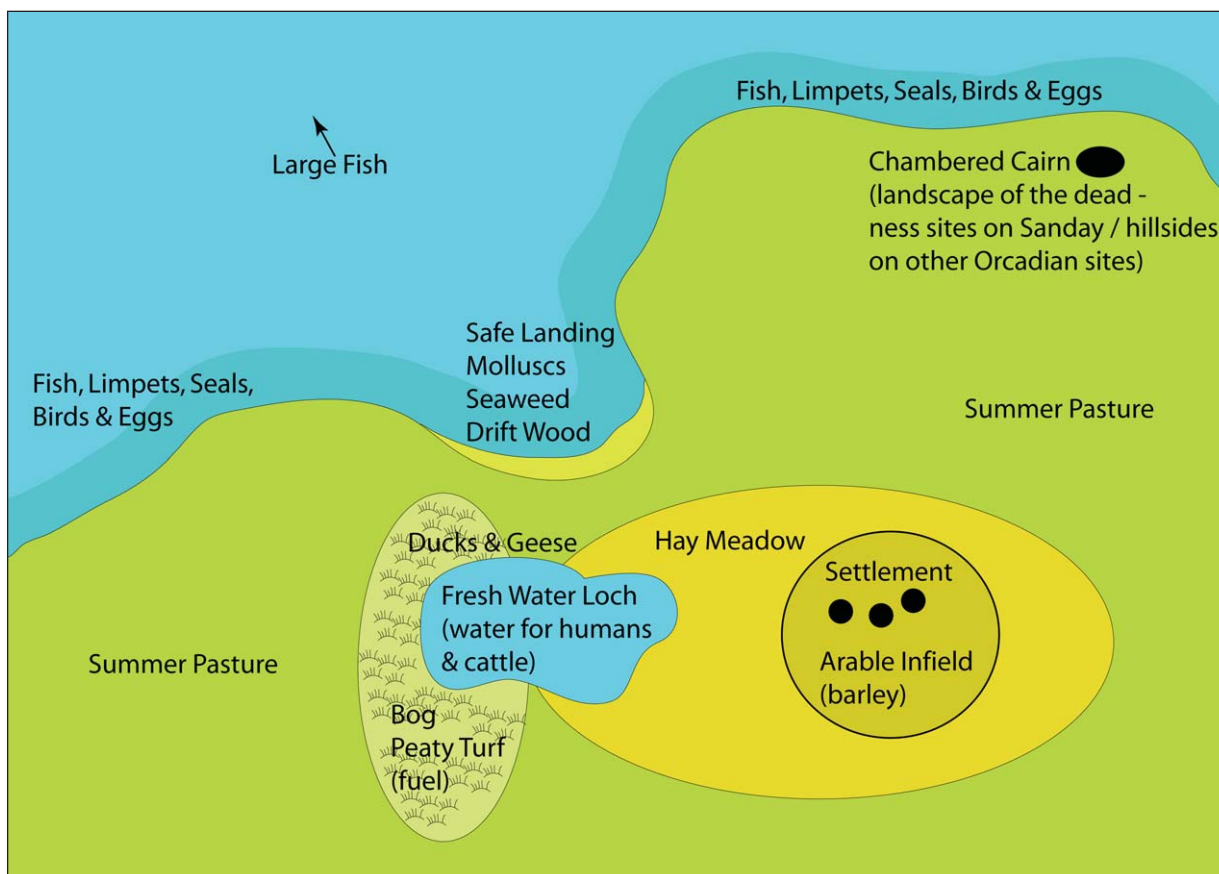 Fish, Limpets, Seals, Birds & Eggs
Large Fish
Chambered Cairn
(landscape of the dead -
ness sites on Sanday / hillsides
on other Orcadian sites)
Safe Landing
Molluscs
Seaweed
Drift Wood
Fish, Limpets, Seals,
Birds & Eggs
Summer Pasture
Ducks & Geese
Hay Meadow
Settlement
Fresh Water Loch
(water for humans
& cattle)
Summer Pasture
Arable Infield
(barley)
Bog
Peaty Turf
(fuel)